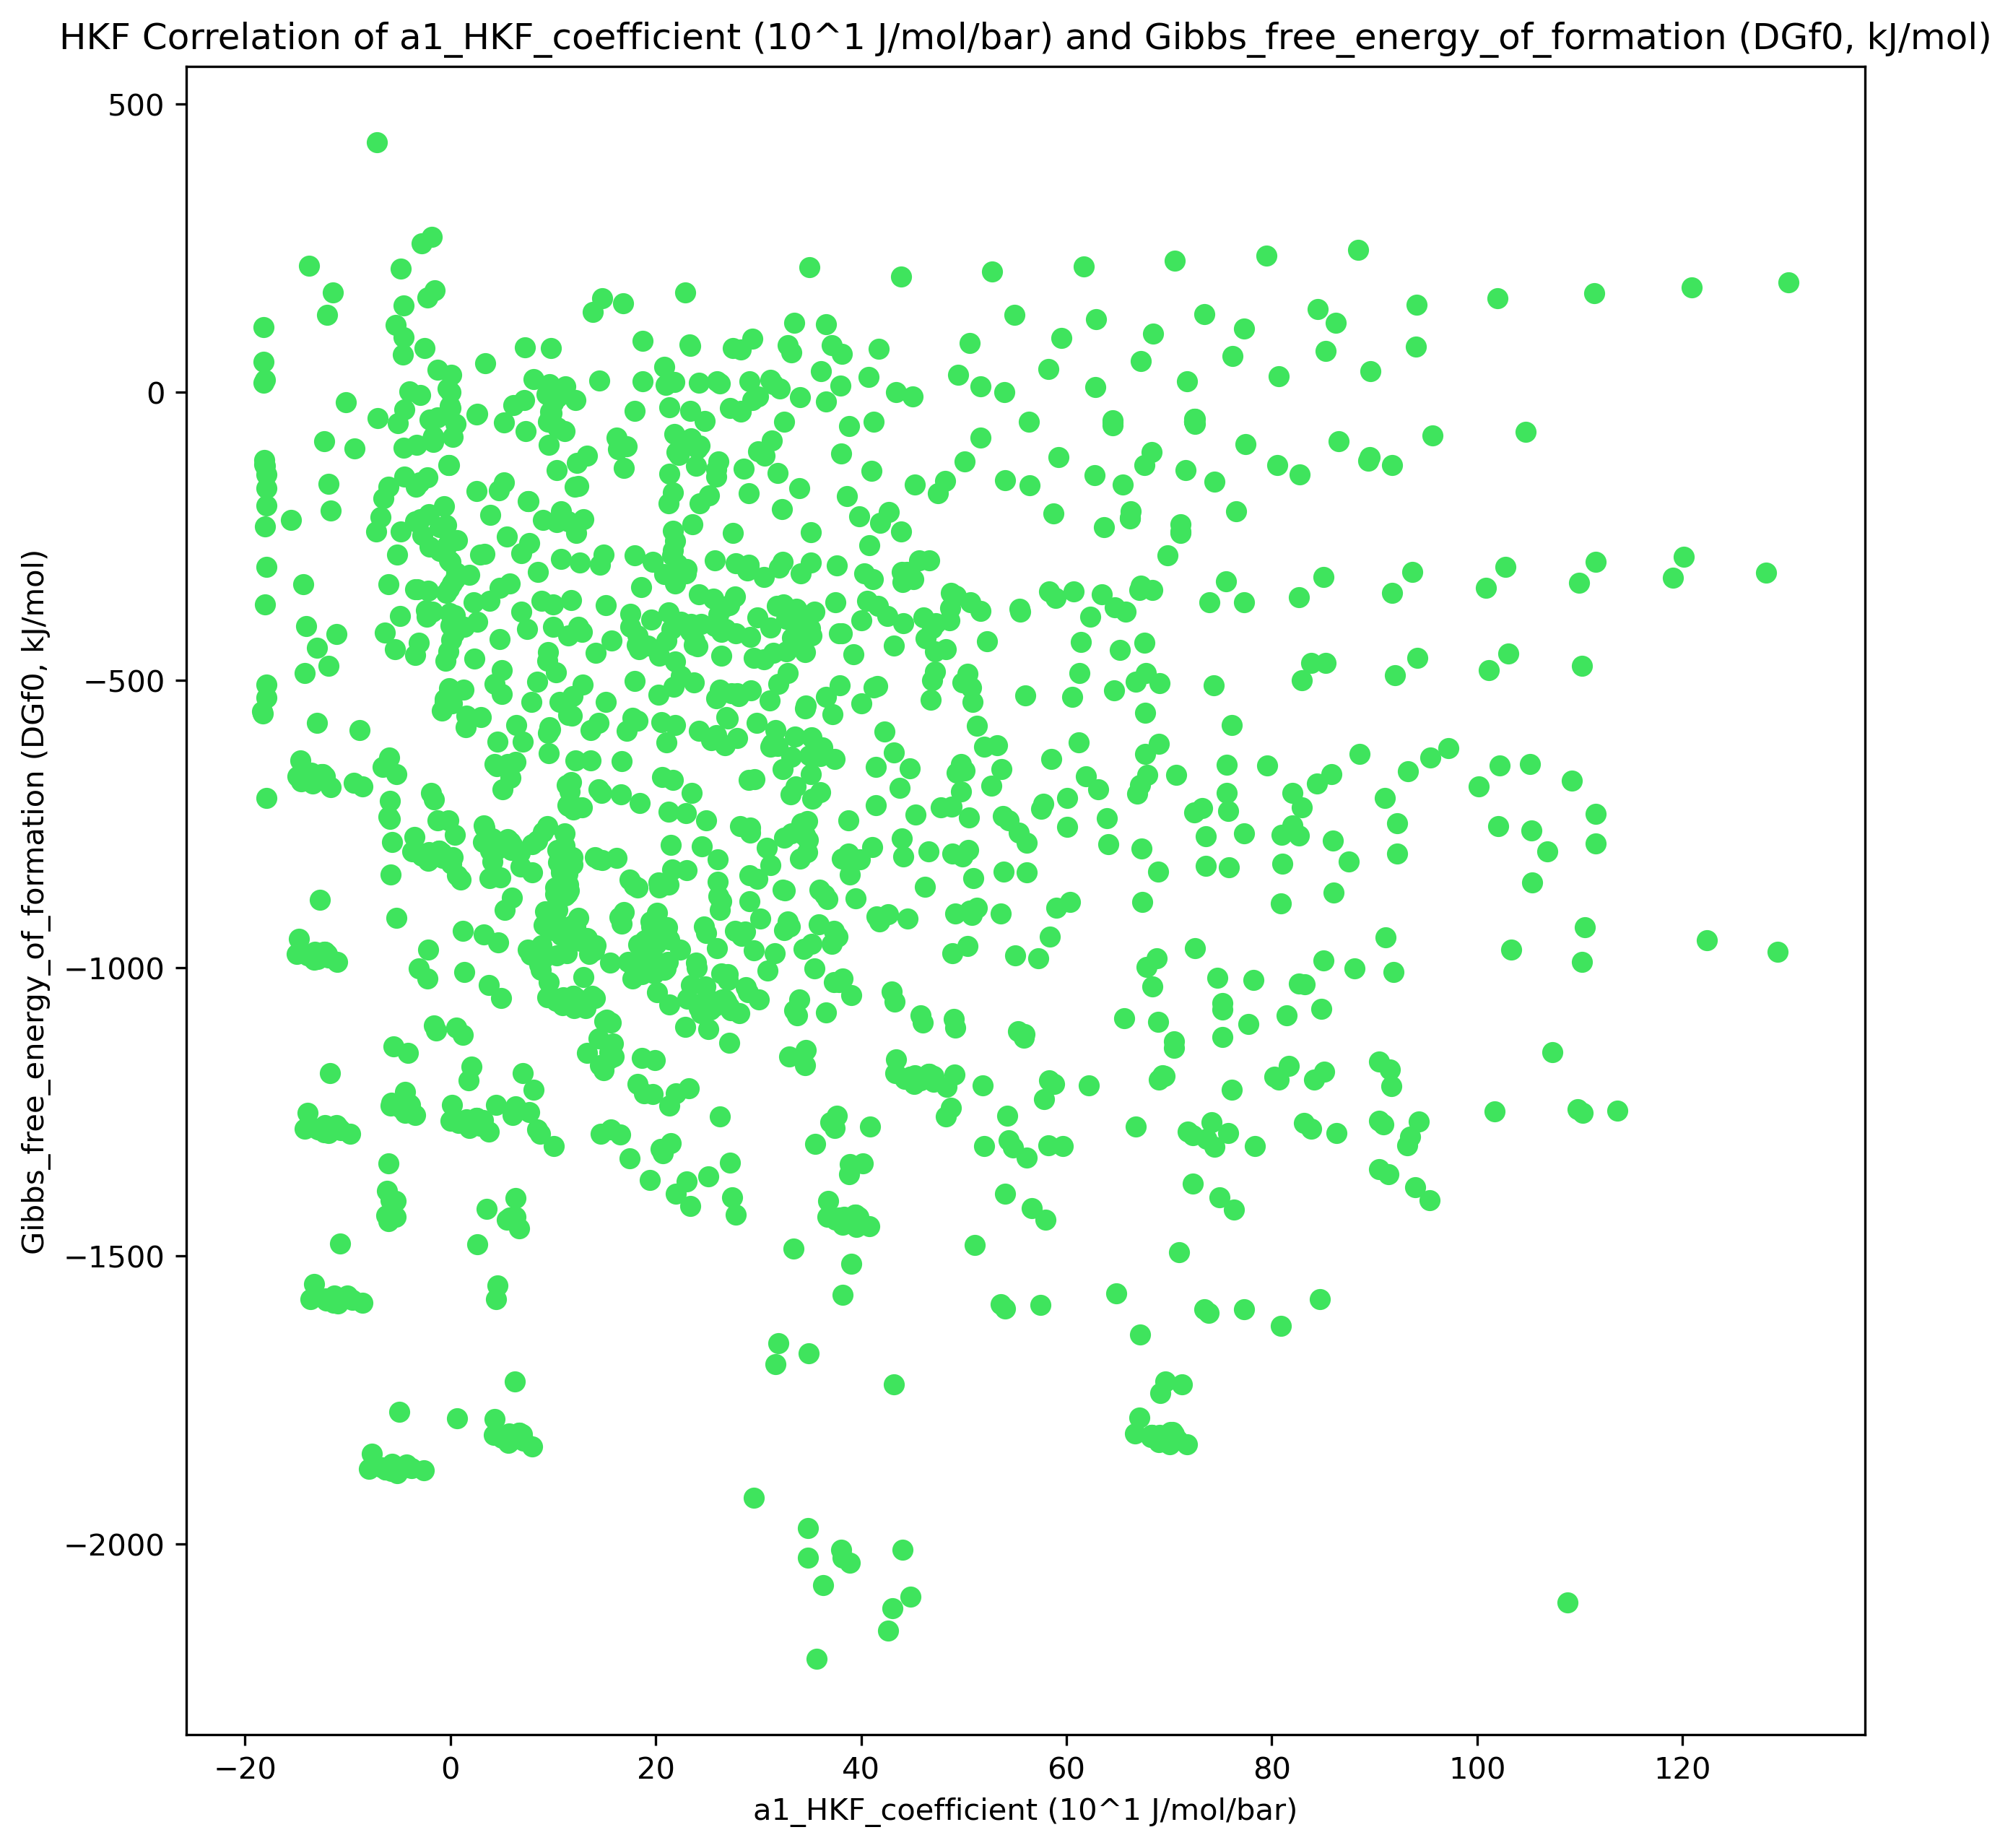 HKF Correlation of a1_HKF_coefficient (10^1 J/mol/bar) and Gibbs_free_energy_of_formation (DGf0, kJ/mol)
Gibbs_free_energy_of_formation (DGf0, kJ/mol)
500
0
−500
−1000
−1500
−2000
−20 0 20 40 60 80 100 120
a1_HKF_coefficient (10^1 J/mol/bar)